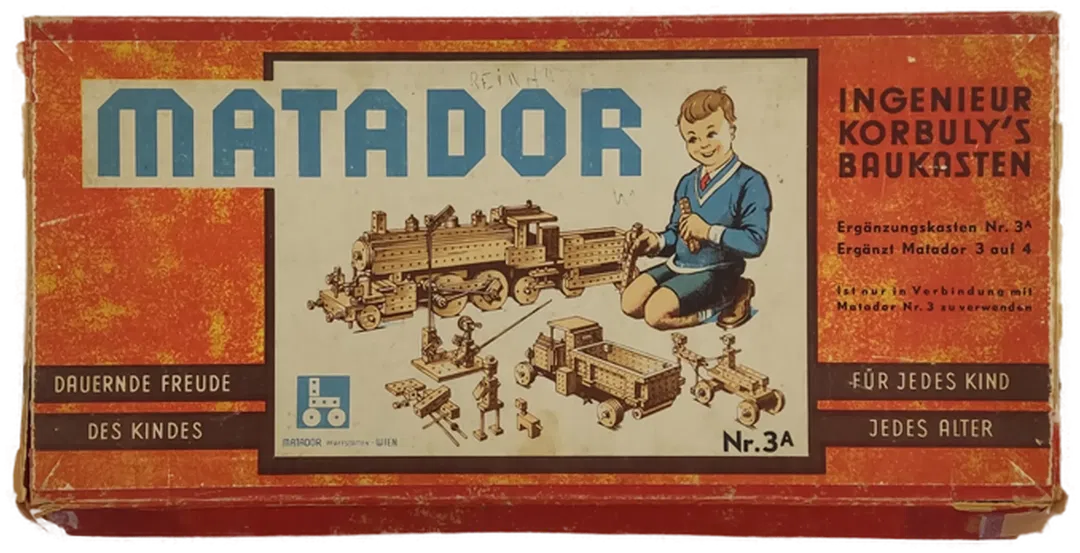 MATADOR
INGENIEUR
KORBULY'S
BAUKASTEN
Ergänzungskasten Nr. 3A
Ergänzt Matador 3 auf 4
Ist nur in Verbindung mit
Matador Nr. 3 zu verwenden
DAUERNDE FREUDE
DES KINDES
FÜR JEDES KIND
JEDES ALTER
MATADOR - WIEN
Nr. 3A